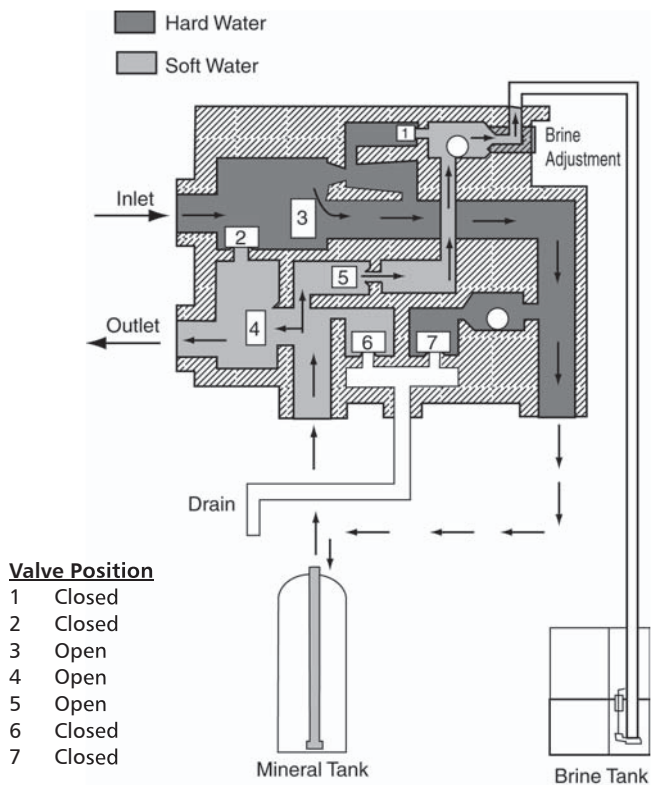 Hard Water
Soft Water
1
Brine
Adjustment
Inlet
3
2
5
Outlet
4
6
7
Drain
Valve Position
1 Closed
2 Closed
3 Open
4 Open
5 Open
6 Closed
7 Closed
Mineral Tank
Brine Tank